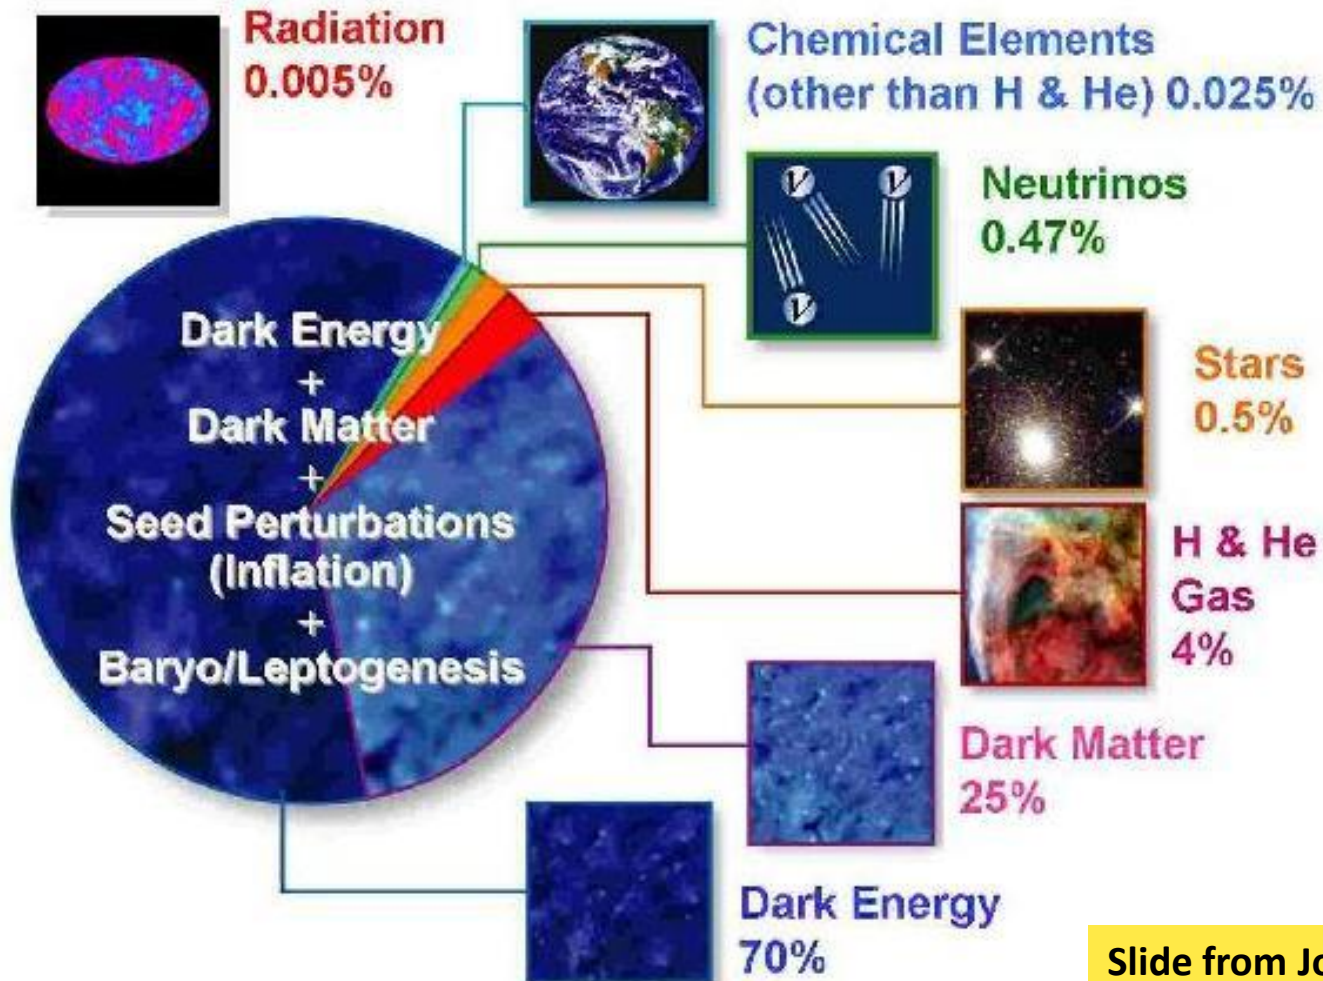 Radiation
0.005%
Chemical Elements
(other than H & He) 0.025%
Neutrinos
0.47%
ν
ν
ν
Stars
0.5%
H & He
Gas
4%
Dark Matter
25%
Dark Energy
70%
Dark Energy
+
Dark Matter
+
Seed Perturbations
(Inflation)
+
Baryo/Leptogenesis
Slide from